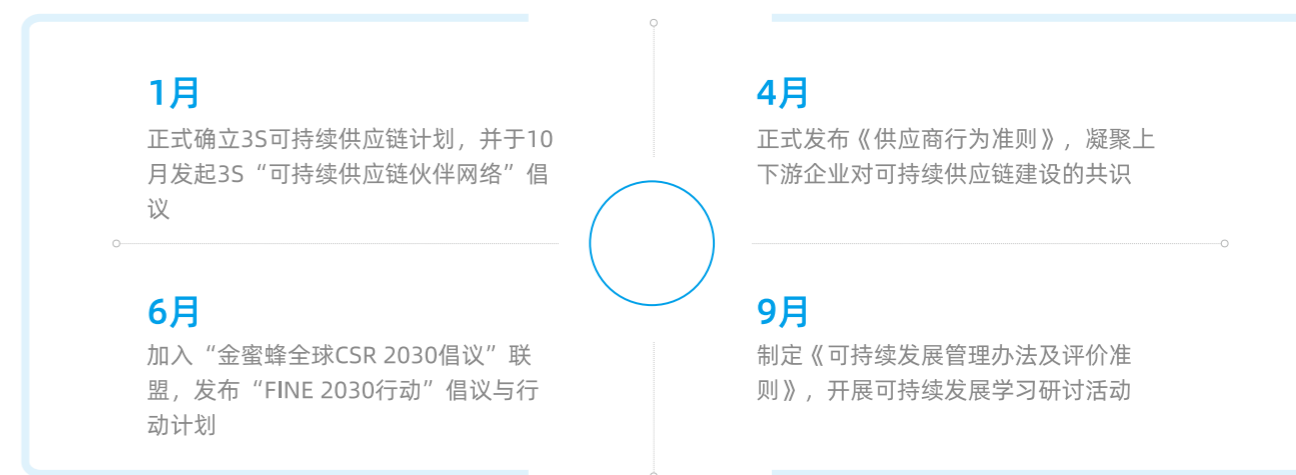 1月
正式确立3S可持续供应链计划，并于10
月发起3S“可持续供应链伙伴网络”倡
议
4月
正式发布《供应商行为准则》，凝聚上
下游企业对可持续供应链建设的共识
6月
加入“金蜜蜂全球CSR 2030倡议”联
盟，发布“FINE 2030行动”倡议与行
动计划
9月
制定《可持续发展管理办法及评价准
则》，开展可持续发展学习研讨活动